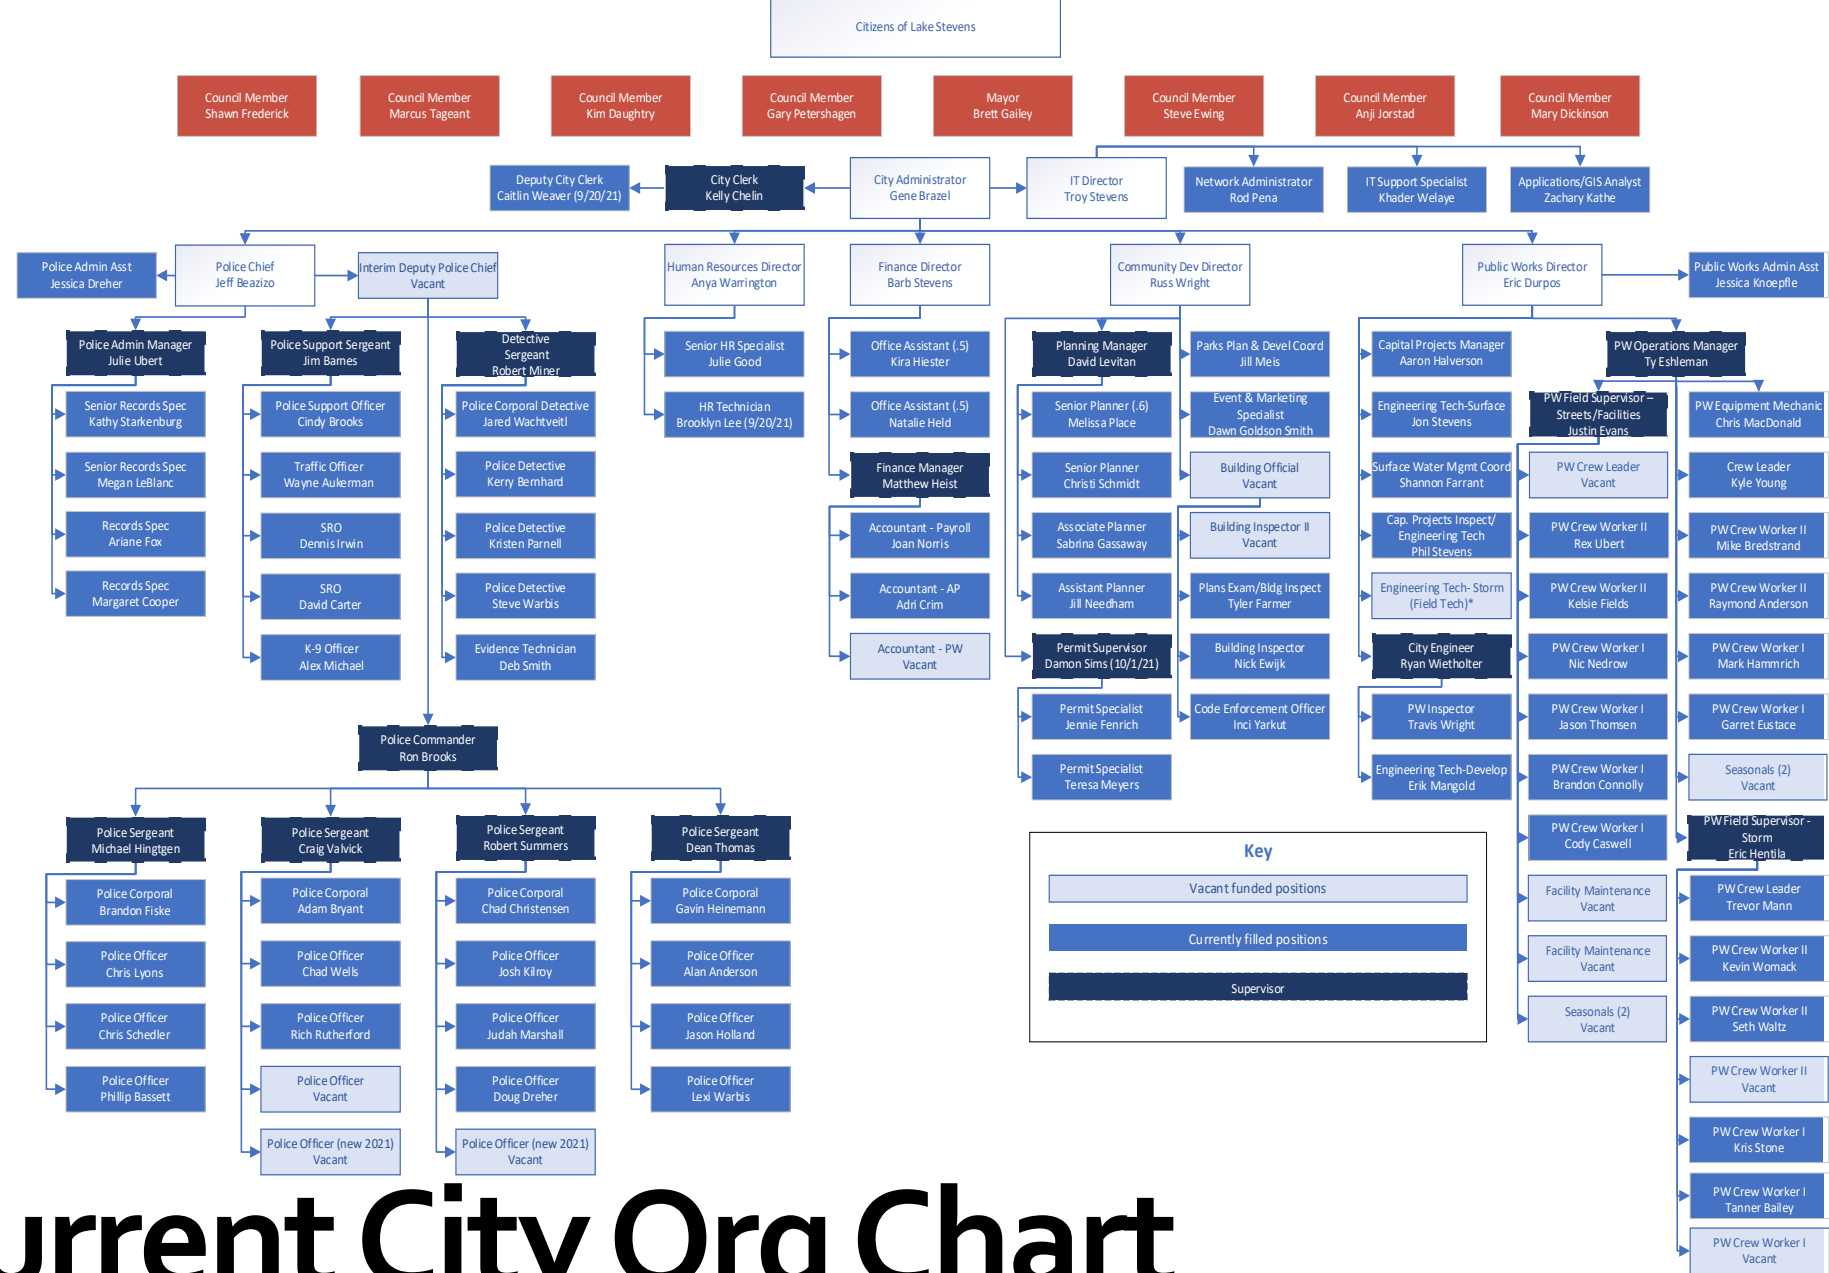 Citizens of Lake Stevens
Council Member
Shawn Frederick
Council Member
Marcus Tageant
Council Member
Kim Daughtry
Council Member
Gary Petershagen
Mayor
Brett Gailey
Council Member
Steve Ewing
Council Member
Anji Jorstad
Council Member
Mary Dickinson
Deputy City Clerk
Caitlin Weaver (9/20/21)
City Clerk
Kelly Chelin
City Administrator
Gene Brazel
IT Director
Troy Stevens
Network Administrator
Rod Pena
IT Support Specialist
Khader Welaye
Applications/GIS Analyst
Zachary Kathe
Police Admin Asst
Jessica Dreher
Police Chief
Jeff Beazizo
Interim Deputy Police Chief
Vacant
Human Resources Director
Anya Warrington
Finance Director
Barb Stevens
Community Dev Director
Russ Wright
Public Works Director
Eric Durpos
Public Works Admin Asst
Jessica Knoepfle
Police Admin Manager
Julie Ubert
Senior Records Spec
Kathy Starkenburg
Senior Records Spec
Megan LeBlanc
Records Spec
Ariane Fox
Records Spec
Margaret Cooper
Police Support Sergeant
Jim Barnes
Police Support Officer
Cindy Brooks
Traffic Officer
Wayne Aukerman
SRO
Dennis Irwin
SRO
David Carter
K-9 Officer
Alex Michael
Detective
Sergeant
Robert Miner
Police Corporal Detective
Jared Wachtveitl
Police Detective
Kerry Bernhard
Police Detective
Kristen Parnell
Police Detective
Steve Warbis
Evidence Technician
Deb Smith
Senior HR Specialist
Julie Good
HR Technician
Brooklyn Lee (9/20/21)
Office Assistant (.5)
Kira Hiester
Office Assistant (.5)
Natalie Held
Finance Manager
Matthew Heist
Accountant - Payroll
Joan Norris
Accountant - AP
Adri Crim
Accountant - PW
Vacant
Planning Manager
David Levitan
Senior Planner (.6)
Melissa Place
Senior Planner
Christi Schmidt
Associate Planner
Sabrina Gassaway
Assistant Planner
Jill Needham
Permit Supervisor
Damon Sims (10/1/21)
Permit Specialist
Jennie Fenrich
Permit Specialist
Teresa Meyers
Parks Plan & Devel Coord
Jill Meis
Event & Marketing
Specialist
Dawn Goldson Smith
Building Official
Vacant
Building Inspector II
Vacant
Plans Exam/Bldg Inspect
Tyler Farmer
Building Inspector
Nick Ewijk
Code Enforcement Officer
Inci Yarkut
Capital Projects Manager
Aaron Halverson
Engineering Tech-Surface
Jon Stevens
Surface Water Mgmt Coord
Shannon Farrant
Cap. Projects Inspect/
Engineering Tech
Phil Stevens
Engineering Tech- Storm
(Field Tech)*
City Engineer
Ryan Wietholter
PW Inspector
Travis Wright
Engineering Tech-Develop
Erik Mangold
PW Operations Manager
Ty Eshleman
PW Field Supervisor –
Streets/Facilities
Justin Evans
PW Crew Leader
Vacant
PW Crew Worker II
Rex Ubert
PW Crew Worker II
Kelsie Fields
PW Crew Worker I
Nic Nedrow
PW Crew Worker I
Jason Thomsen
PW Crew Worker I
Brandon Connolly
PW Crew Worker I
Cody Caswell
Facility Maintenance
Vacant
Facility Maintenance
Vacant
Seasonals (2)
Vacant
PW Equipment Mechanic
Chris MacDonald
Crew Leader
Kyle Young
PW Crew Worker II
Mike Bredstrand
PW Crew Worker II
Raymond Anderson
PW Crew Worker I
Mark Hammrich
PW Crew Worker I
Garret Eustace
Seasonals (2)
Vacant
PW Field Supervisor -
Storm
Eric Hentila
PW Crew Leader
Trevor Mann
PW Crew Worker II
Kevin Womack
PW Crew Worker II
Seth Waltz
PW Crew Worker II
Vacant
PW Crew Worker I
Kris Stone
PW Crew Worker I
Tanner Bailey
PW Crew Worker I
Vacant
Police Commander
Ron Brooks
Police Sergeant
Michael Hingtgen
Police Corporal
Brandon Fiske
Police Officer
Chris Lyons
Police Officer
Chris Schedler
Police Officer
Phillip Bassett
Police Sergeant
Craig Valvick
Police Corporal
Adam Bryant
Police Officer
Chad Wells
Police Officer
Rich Rutherford
Police Officer
Vacant
Police Officer (new 2021)
Vacant
Police Sergeant
Robert Summers
Police Corporal
Chad Christensen
Police Officer
Josh Kilroy
Police Officer
Judah Marshall
Police Officer
Doug Dreher
Police Officer (new 2021)
Vacant
Police Sergeant
Dean Thomas
Police Corporal
Gavin Heinemann
Police Officer
Alan Anderson
Police Officer
Jason Holland
Police Officer
Lexi Warbis
Key
Vacant funded positions
Currently filled positions
Supervisor
urrent City Org Chart